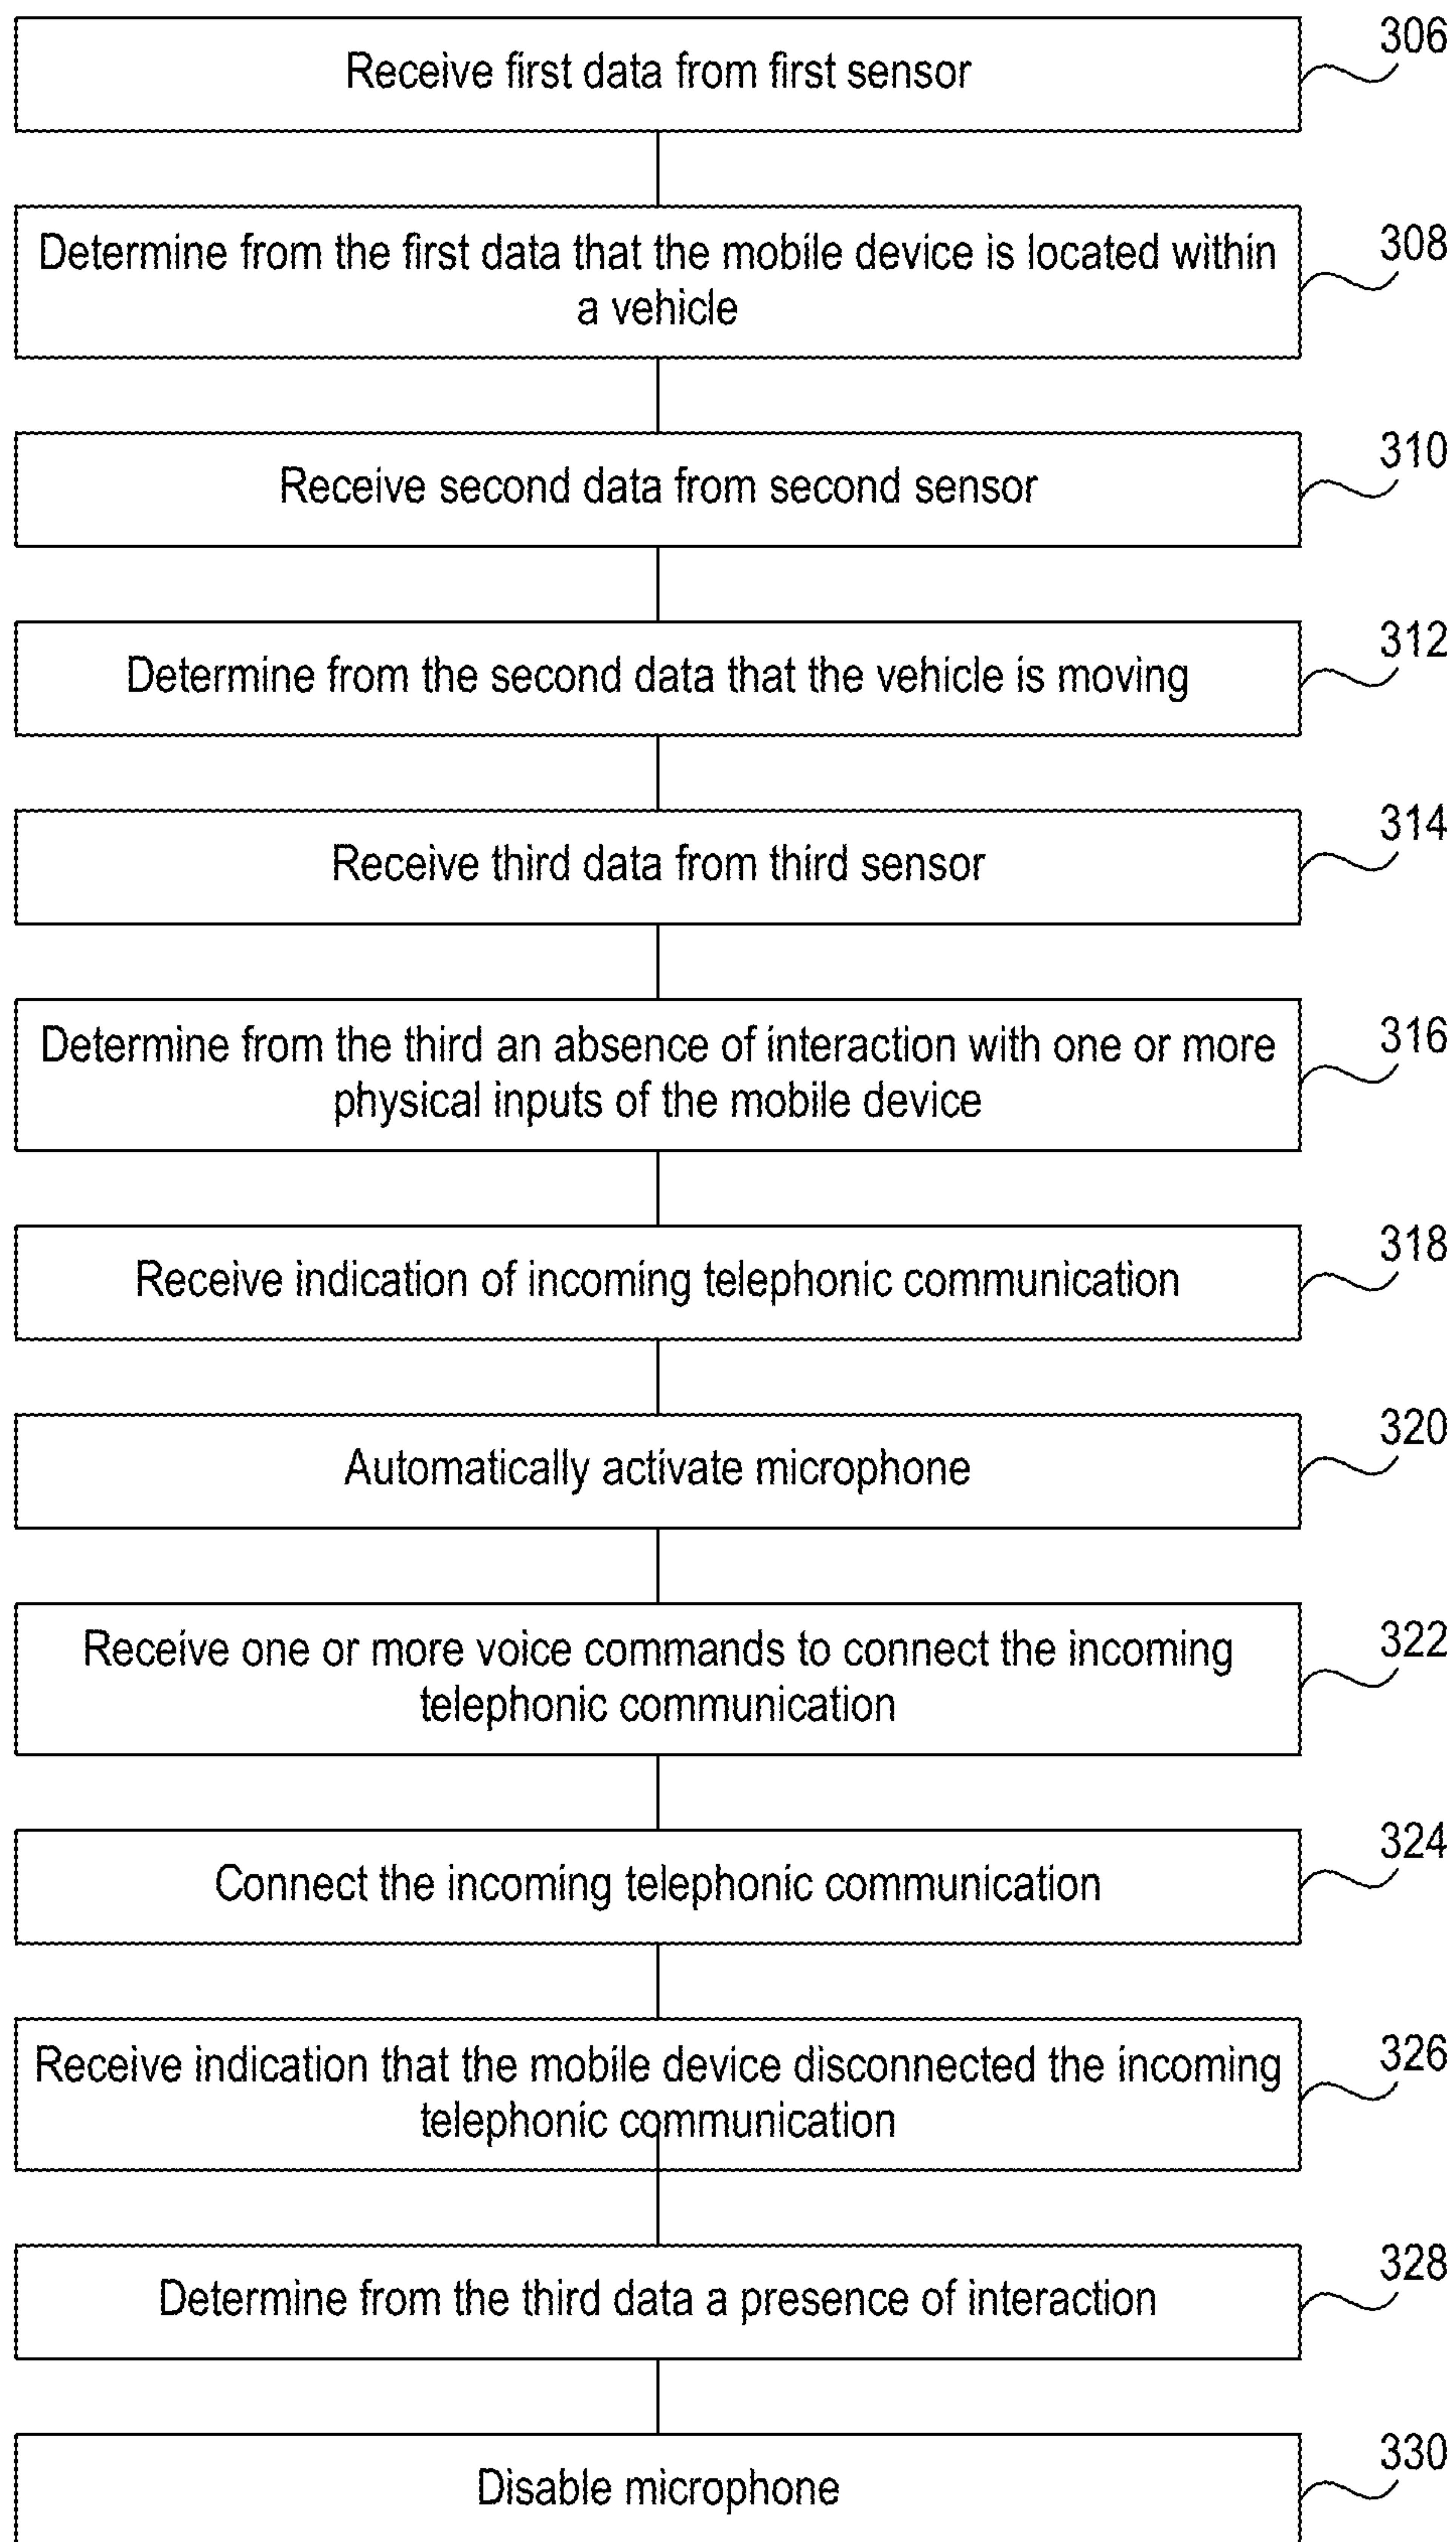 306
Receive first data from first sensor
308
Determine from the first data that the mobile device is located within
a vehicle
310
Receive second data from second sensor
312
Determine from the second data that the vehicle is moving
314
Receive third data from third sensor
316
Determine from the third an absence of interaction with one or more
physical inputs of the mobile device
318
Receive indication of incoming telephonic communication
320
Automatically activate microphone
322
Receive one or more voice commands to connect the incoming
telephonic communication
324
Connect the incoming telephonic communication
326
Receive indication that the mobile device disconnected the incoming
telephonic communication
328
Determine from the third data a presence of interaction
330
Disable microphone